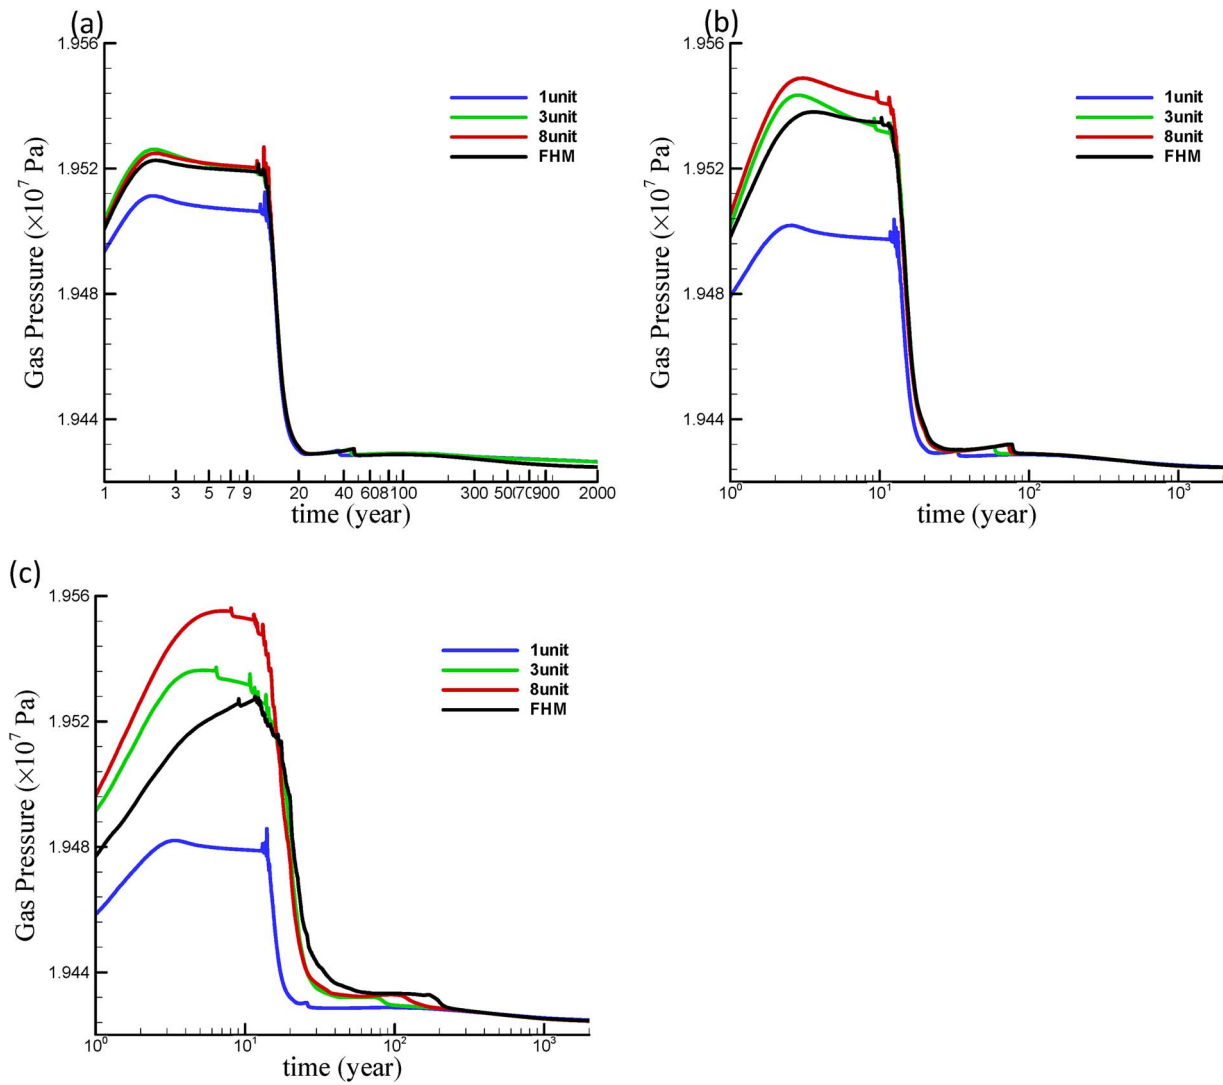 (a)
1.956
1.952
1.948
1.944
Gas Pressure (×10⁷ Pa)
1unit
3unit
8unit
FHM
1 3 5 7 9 20 40 6080100 300 500700900 2000
time (year)
(b)
1.956
1.952
1.948
1.944
Gas Pressure (×10⁷ Pa)
1unit
3unit
8unit
FHM
10⁰ 10¹ 10² 10³
time (year)
(c)
1.956
1.952
1.948
1.944
Gas Pressure (×10⁷ Pa)
1unit
3unit
8unit
FHM
10⁰ 10¹ 10² 10³
time (year)